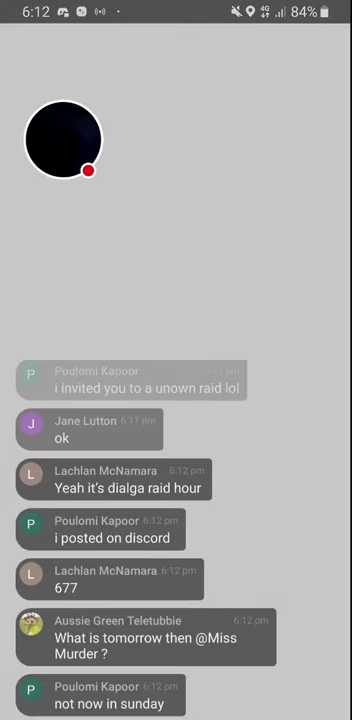 6:12
4G
84%
P
Poulomi Kapoor
i invited you to a unown raid lol
J
Jane Lutton 6:11 pm
ok
L
Lachlan McNamara 6:12 pm
Yeah it's dialga raid hour
P
Poulomi Kapoor 6:12 pm
i posted on discord
L
Lachlan McNamara 6:12 pm
677
Aussie Green Teletubbie 6:12 pm
What is tomorrow then @Miss
Murder ?
P
Poulomi Kapoor 6:12 pm
not now in sunday